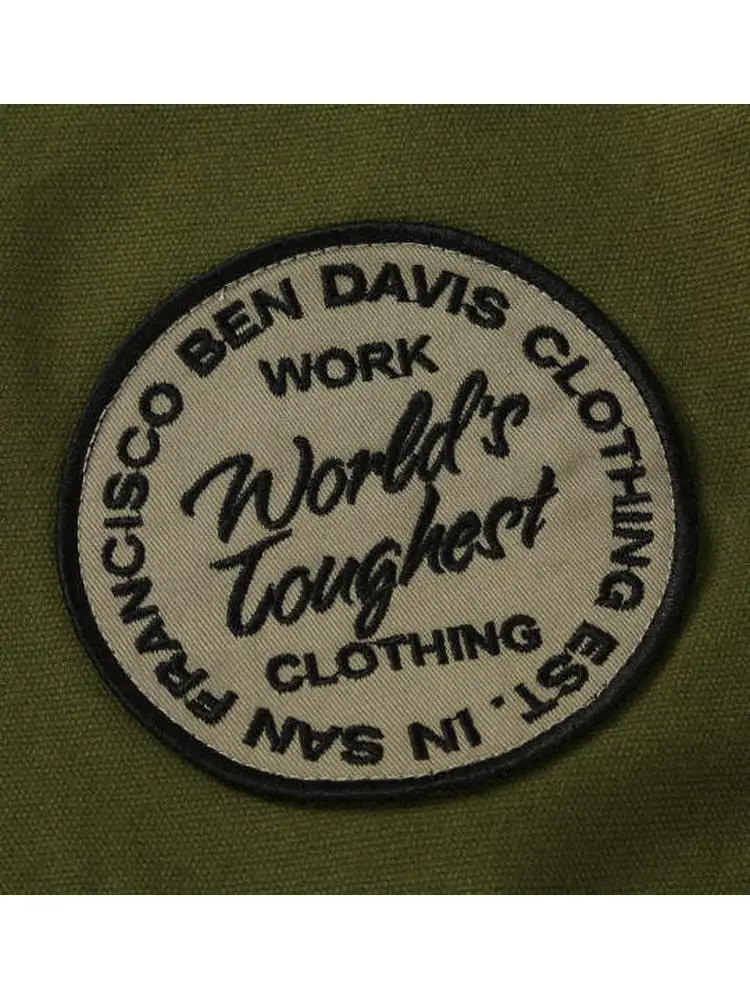 BEN DAVIS CLOTHING EST. IN SAN FRANCISCO
WORK
World's
Toughest
CLOTHING